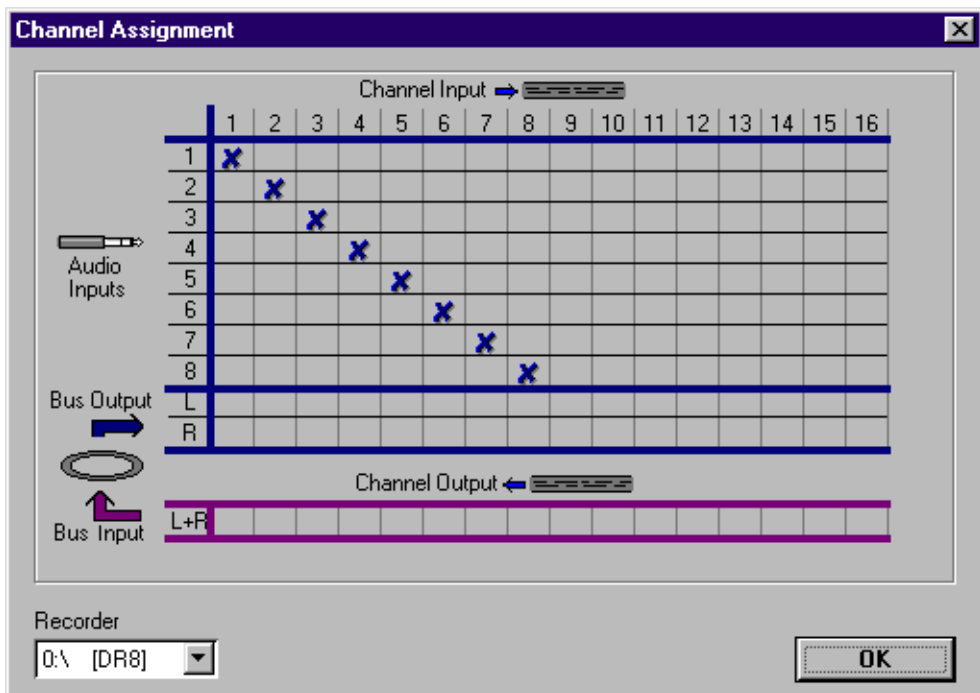 Channel Assignment
Channel Input
1 2 3 4 5 6 7 8 9 10 11 12 13 14 15 16
1
2
3
4
5
6
7
8
Audio
Inputs
Bus Output
L
R
Channel Output
L+R
Bus Input
Recorder
0:\ [DR8]
OK